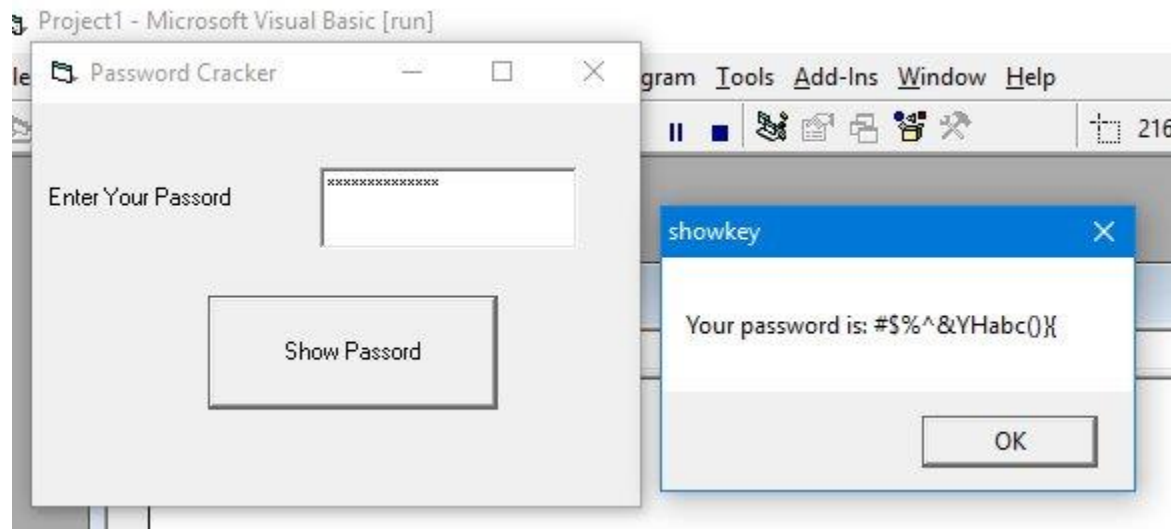 Project1 - Microsoft Visual Basic [run]
Password Cracker
gram Tools Add-Ins Window Help
216
Enter Your Passord
xxxxxxxxxxxxxx
showkey
Your password is: #$%^&YHabc(){
Show Passord
OK